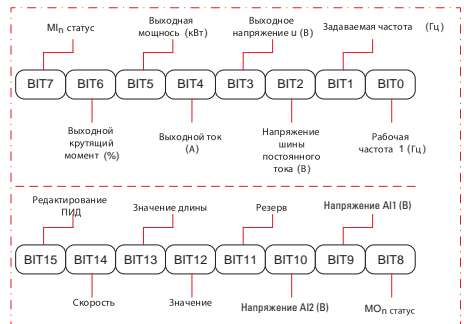 MIn статус
Выходная
мощнось (кВт)
Выходное
напряжение u (В)
Задаваемая частота (Гц)
BIT7 BIT6 BIT5 BIT4 BIT3 BIT2 BIT1 BIT0
Выходной
крутящий
момент (%)
Выходной ток
(А)
Напряжение
шины
постоянного
тока (В)
Рабочая
частота 1 (Гц)
Редактирование
ПИД
Значение длины
Резерв
Напряжение AI1 (В)
BIT15 BIT14 BIT13 BIT12 BIT11 BIT10 BIT9 BIT8
Скорость
Значение
Напряжение AI2 (В)
MOn статус